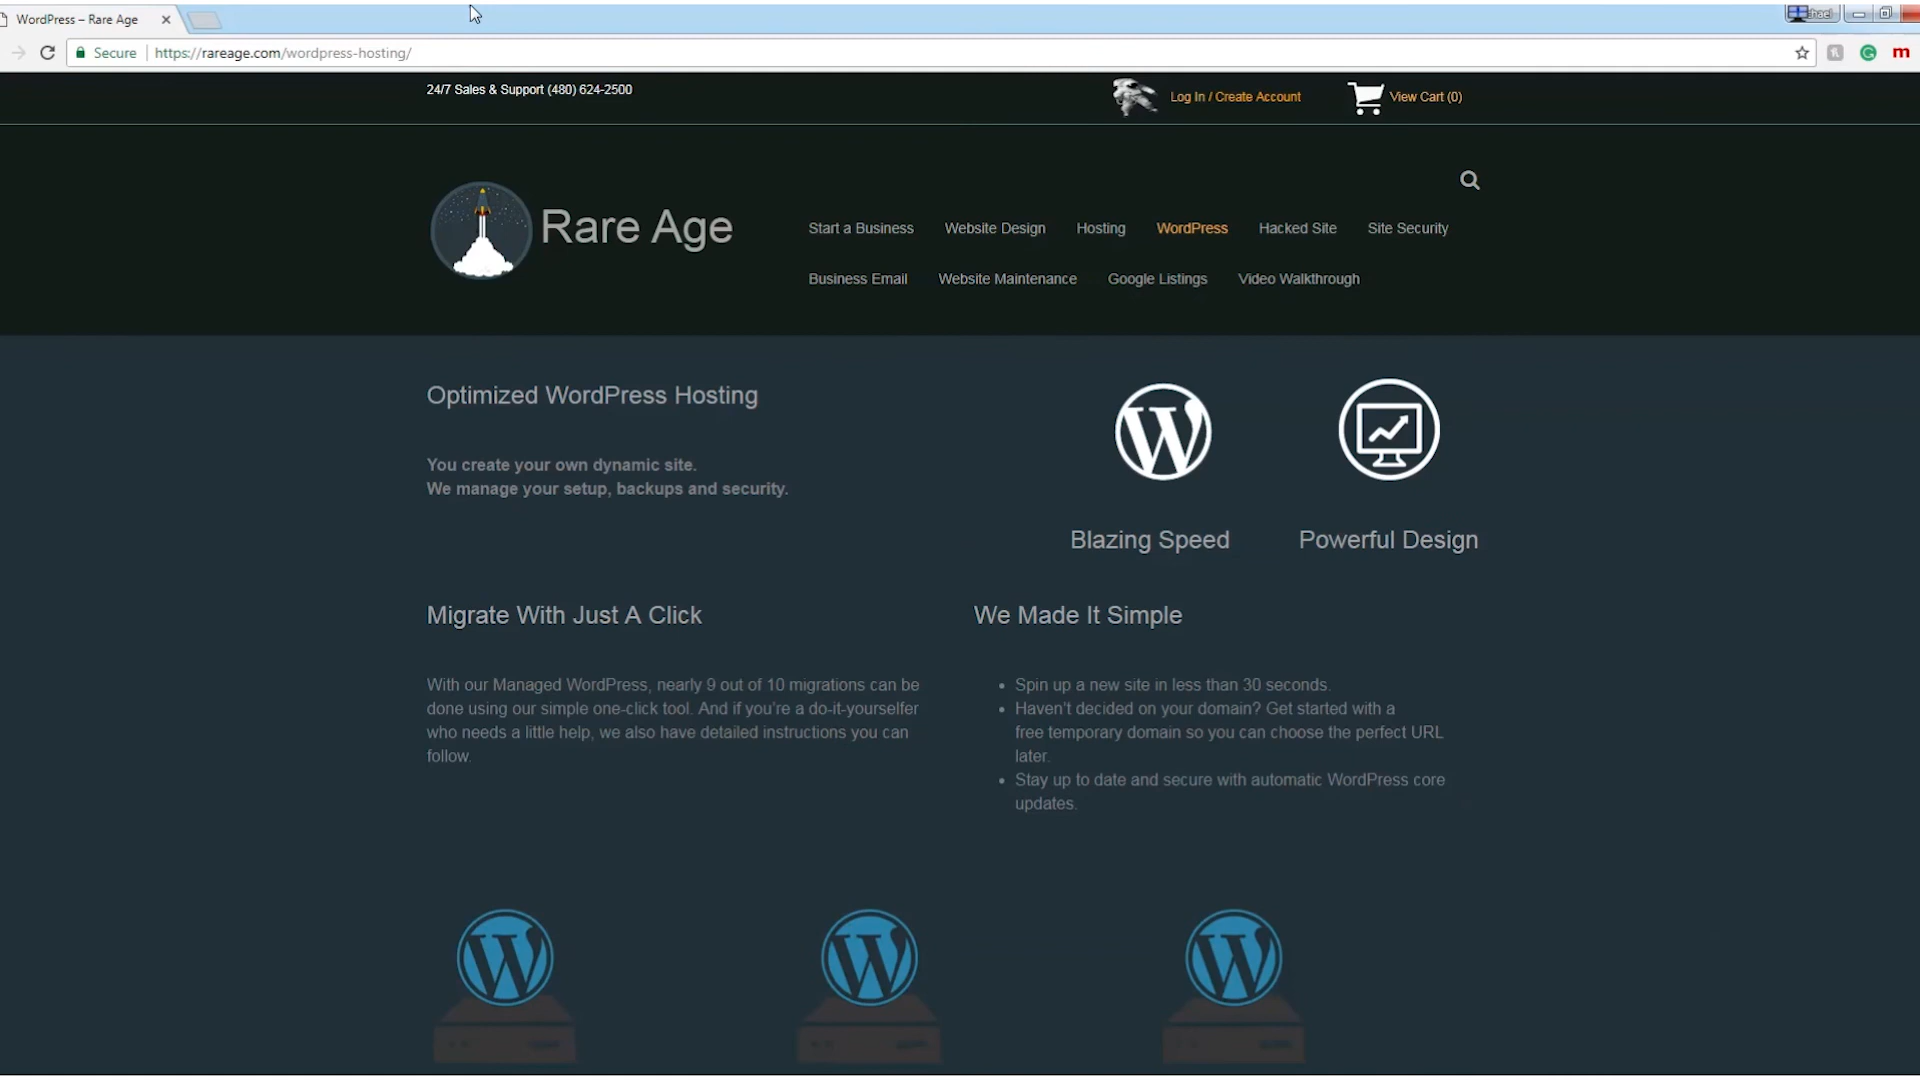 WordPress – Rare Age
Secure https://rareage.com/wordpress-hosting/
24/7 Sales & Support (480) 624-2500
Log In / Create Account
View Cart (0)
Rare Age
Start a Business Website Design Hosting WordPress Hacked Site Site Security
Business Email Website Maintenance Google Listings Video Walkthrough
Optimized WordPress Hosting
You create your own dynamic site.
We manage your setup, backups and security.
Blazing Speed
Powerful Design
Migrate With Just A Click
With our Managed WordPress, nearly 9 out of 10 migrations can be
done using our simple one-click tool. And if you're a do-it-yourselfer
who needs a little help, we also have detailed instructions you can
follow.
We Made It Simple
• Spin up a new site in less than 30 seconds.
• Haven't decided on your domain? Get started with a
free temporary domain so you can choose the perfect URL
later.
• Stay up to date and secure with automatic WordPress core
updates.